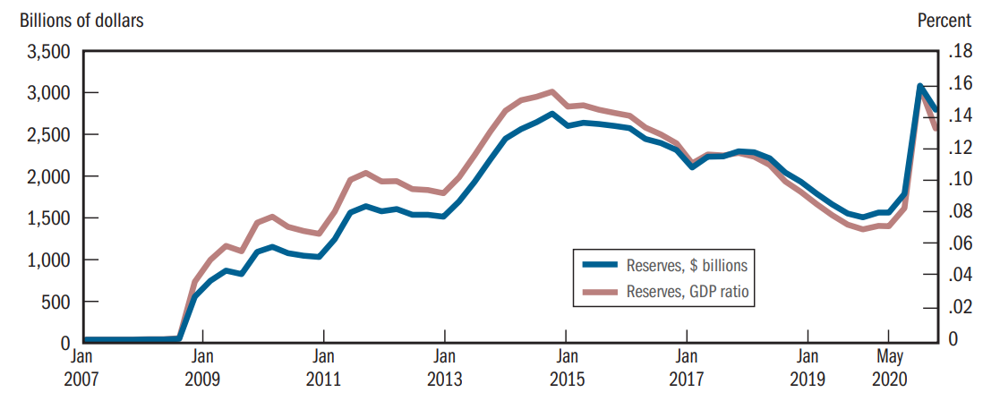 Billions of dollars
Percent
3,500
3,000
2,500
2,000
1,500
1,000
500
0
.18
.16
.14
.12
.10
.08
.06
.04
.02
0
Reserves, $ billions
Reserves, GDP ratio
Jan
2007
Jan
2009
Jan
2011
Jan
2013
Jan
2015
Jan
2017
Jan
2019
May
2020